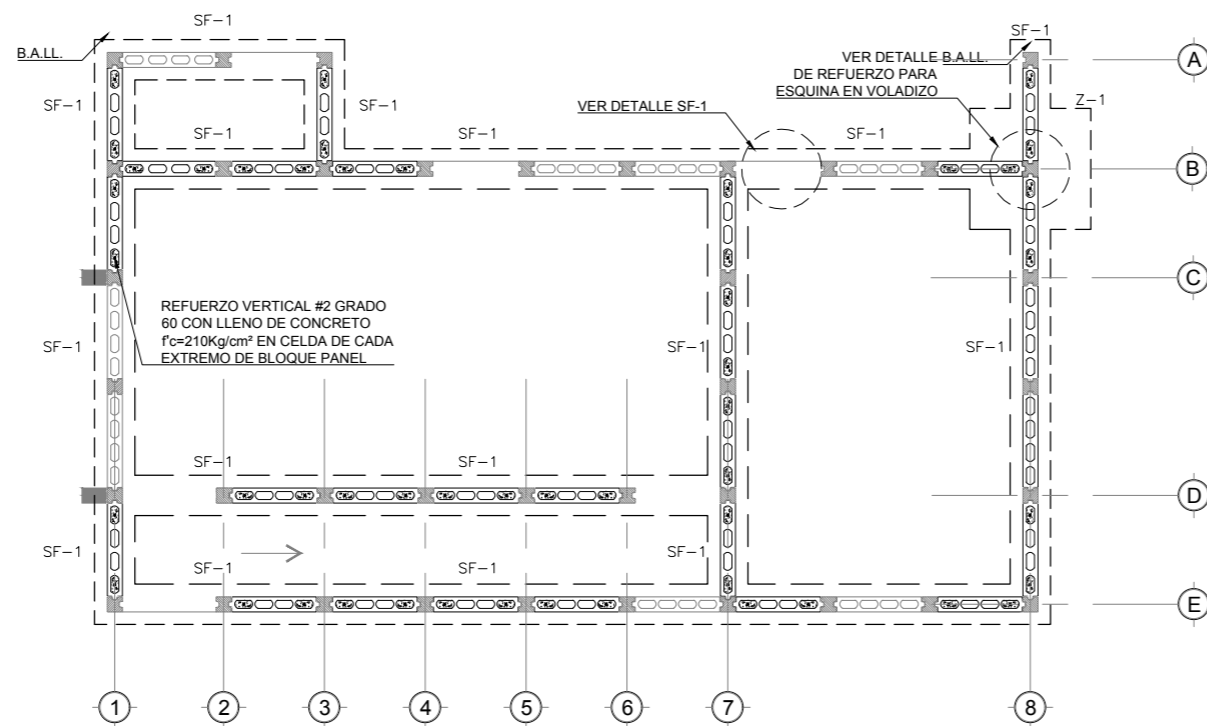 SF-1
SF-1
B.A.LL.
VER DETALLE B.A.LL.
DE REFUERZO PARA
ESQUINA EN VOLADIZO
A
SF-1
SF-1
VER DETALLE SF-1
Z-1
SF-1
SF-1
SF-1
B
C
REFUERZO VERTICAL #2 GRADO
60 CON LLENO DE CONCRETO
f'c=210Kg/cm² EN CELDA DE CADA
EXTREMO DE BLOQUE PANEL
SF-1
SF-1
SF-1
SF-1
SF-1
D
SF-1
SF-1
SF-1
SF-1
E
1
2
3
4
5
6
7
8